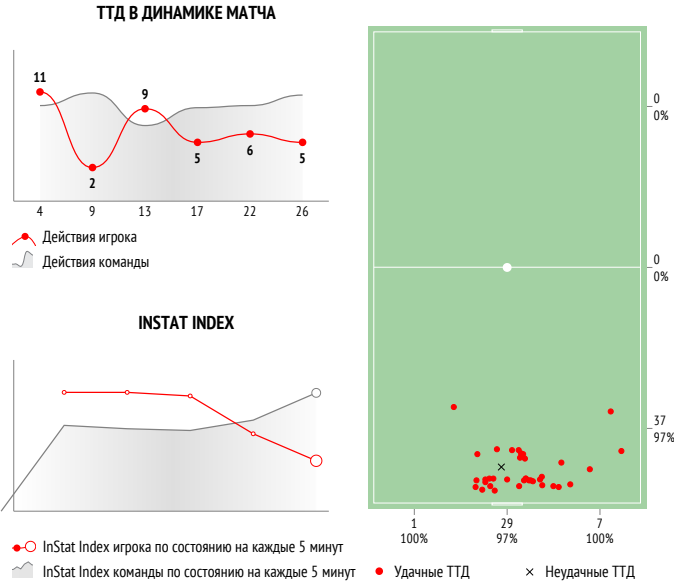 ТТД В ДИНАМИКЕ МАТЧА
11
2
9
5
6
5
4 9 13 17 22 26
Действия игрока
Действия команды
INSTAT INDEX
InStat Index игрока по состоянию на каждые 5 минут
InStat Index команды по состоянию на каждые 5 минут
0
0%
0
0%
37
97%
1 29 7
100% 97% 100%
Удачные ТТД Неудачные ТТД